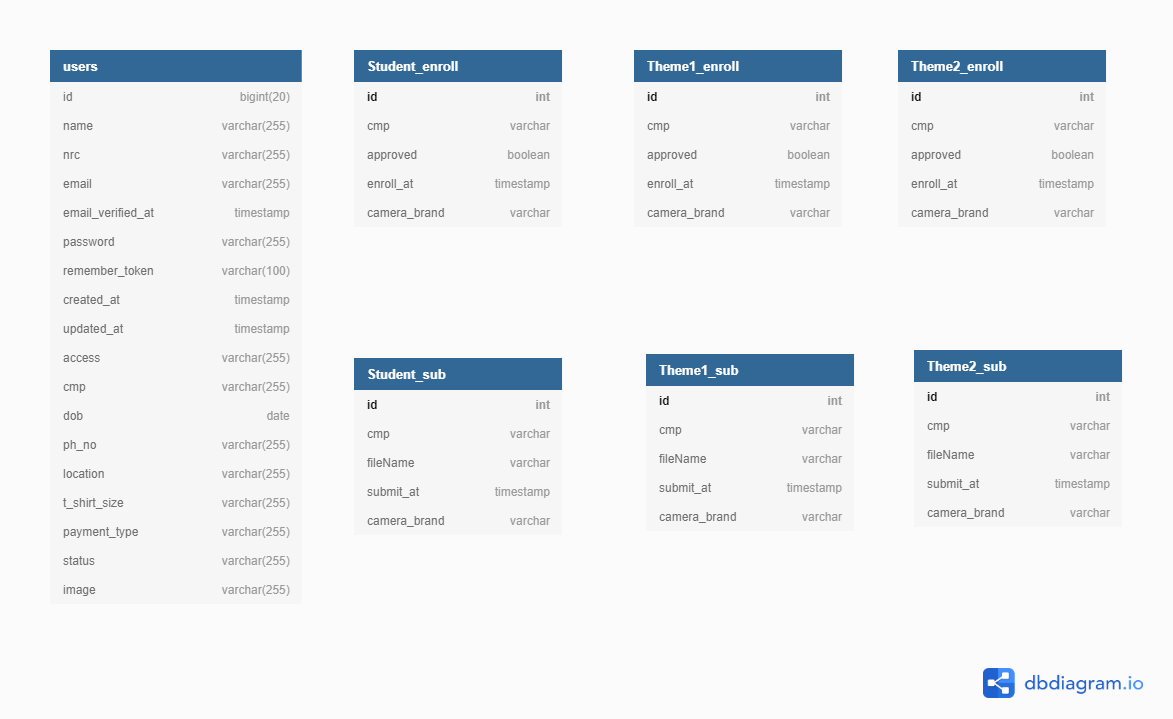 users
id bigint(20)
name varchar(255)
nrc varchar(255)
email varchar(255)
email_verified_at timestamp
password varchar(255)
remember_token varchar(100)
created_at timestamp
updated_at timestamp
access varchar(255)
cmp varchar(255)
dob date
ph_no varchar(255)
location varchar(255)
t_shirt_size varchar(255)
payment_type varchar(255)
status varchar(255)
image varchar(255)
Student_enroll
id int
cmp varchar
approved boolean
enroll_at timestamp
camera_brand varchar
Theme1_enroll
id int
cmp varchar
approved boolean
enroll_at timestamp
camera_brand varchar
Theme2_enroll
id int
cmp varchar
approved boolean
enroll_at timestamp
camera_brand varchar
Student_sub
id int
cmp varchar
fileName varchar
submit_at timestamp
camera_brand varchar
Theme1_sub
id int
cmp varchar
fileName varchar
submit_at timestamp
camera_brand varchar
Theme2_sub
id int
cmp varchar
fileName varchar
submit_at timestamp
camera_brand varchar
dbdiagram.io